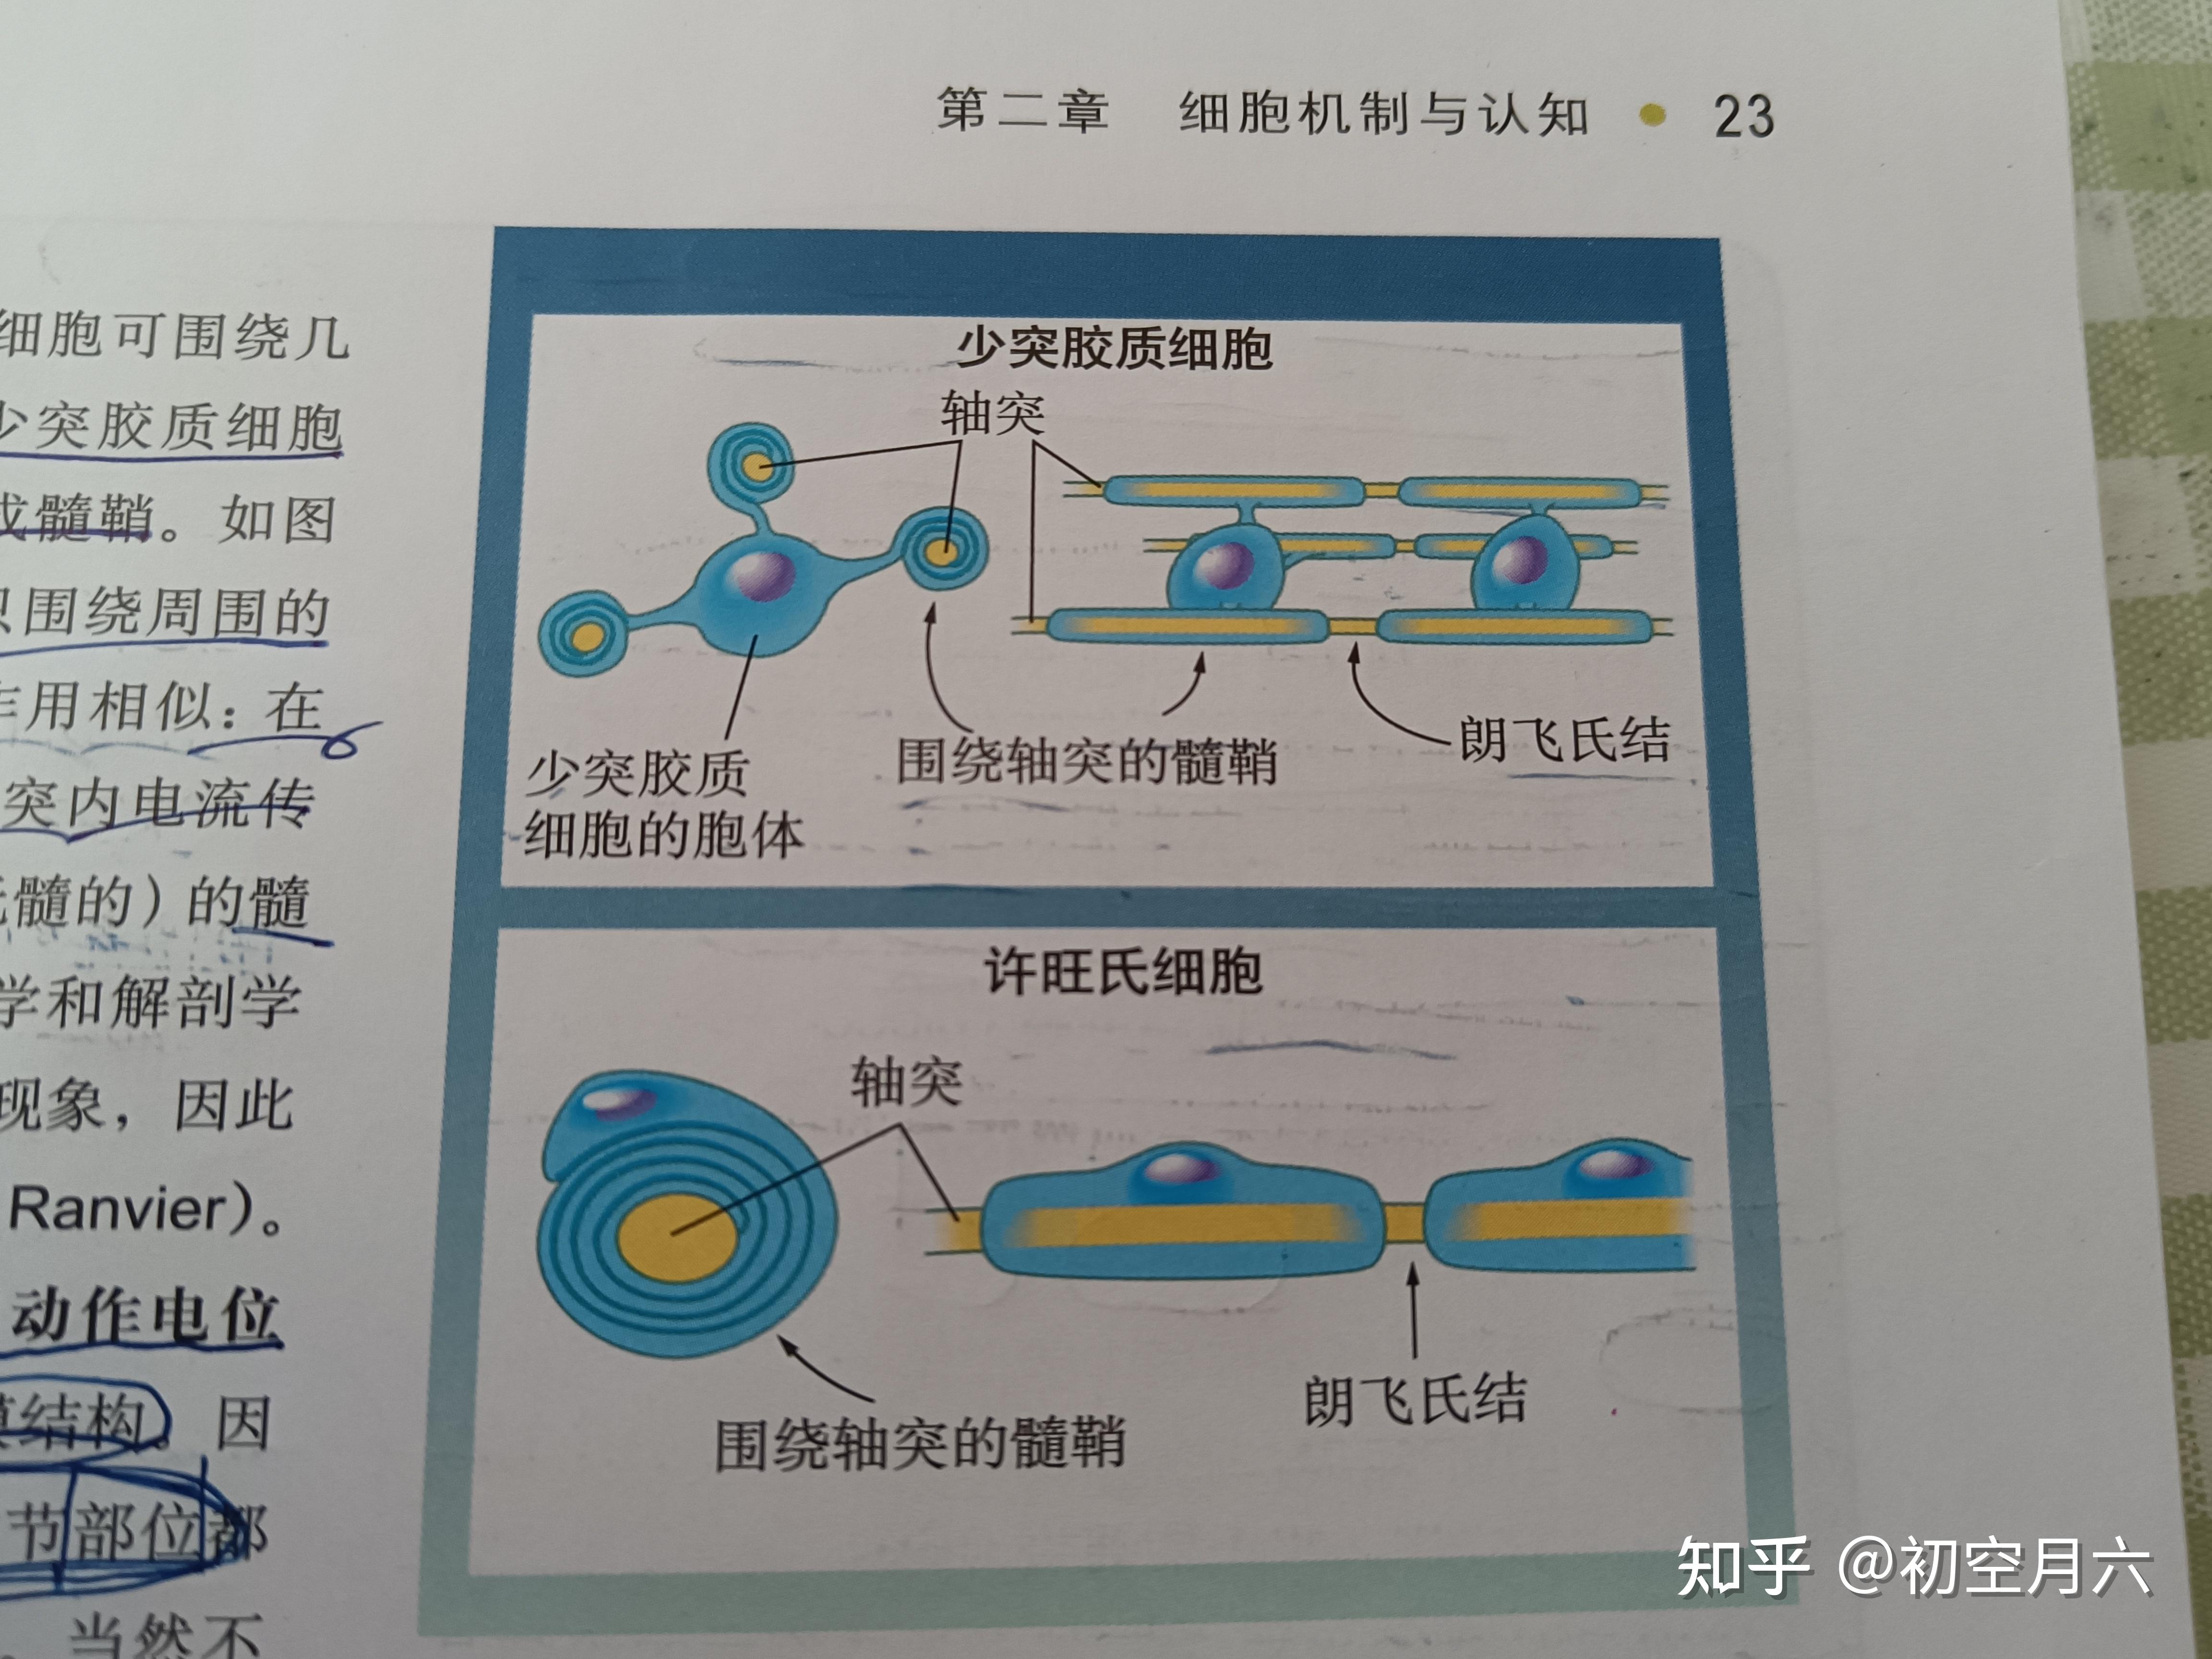 第二章 细胞机制与认知 • 23
细胞可围绕几
少突胶质细胞
成髓鞘。如图
只围绕周围的
作用相似：在
突内电流传
髓的）的髓
学和解剖学
现象，因此
Ranvier）。
动作电位
结构。因
节部位都
当然不
少突胶质细胞
轴突
少突胶质
细胞的胞体
围绕轴突的髓鞘
朗飞氏结
许旺氏细胞
轴突
围绕轴突的髓鞘
朗飞氏结
知乎 @初空月六